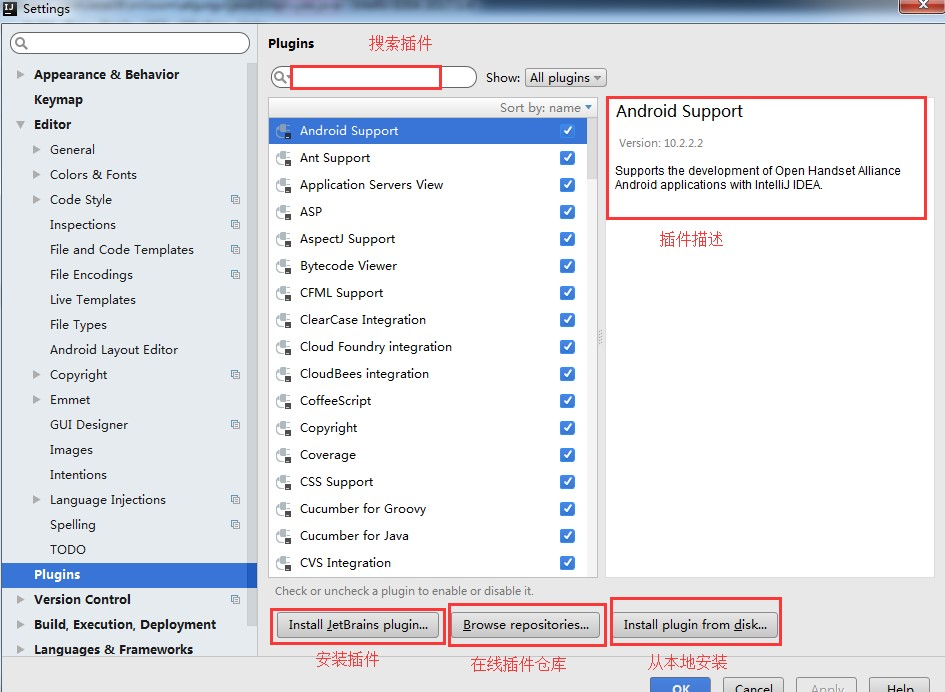 Settings
Plugins
搜索插件
Show: All plugins
Appearance & Behavior
Keymap
Editor
General
Colors & Fonts
Code Style
Inspections
File and Code Templates
File Encodings
Live Templates
File Types
Android Layout Editor
Copyright
Emmet
GUI Designer
Images
Intentions
Language Injections
Spelling
TODO
Plugins
Version Control
Build, Execution, Deployment
Languages & Frameworks
Sort by: name
Android Support
Ant Support
Application Servers View
ASP
AspectJ Support
Bytecode Viewer
CFML Support
ClearCase Integration
Cloud Foundry integration
CloudBees integration
CoffeeScript
Copyright
Coverage
CSS Support
Cucumber for Groovy
Cucumber for Java
CVS Integration
Android Support
Version: 10.2.2.2
Supports the development of Open Handset Alliance
Android applications with IntelliJ IDEA.
插件描述
Check or uncheck a plugin to enable or disable it.
Install JetBrains plugin...
Browse repositories...
Install plugin from disk...
安装插件
在线插件仓库
从本地安装
OK
Cancel
Apply
Help